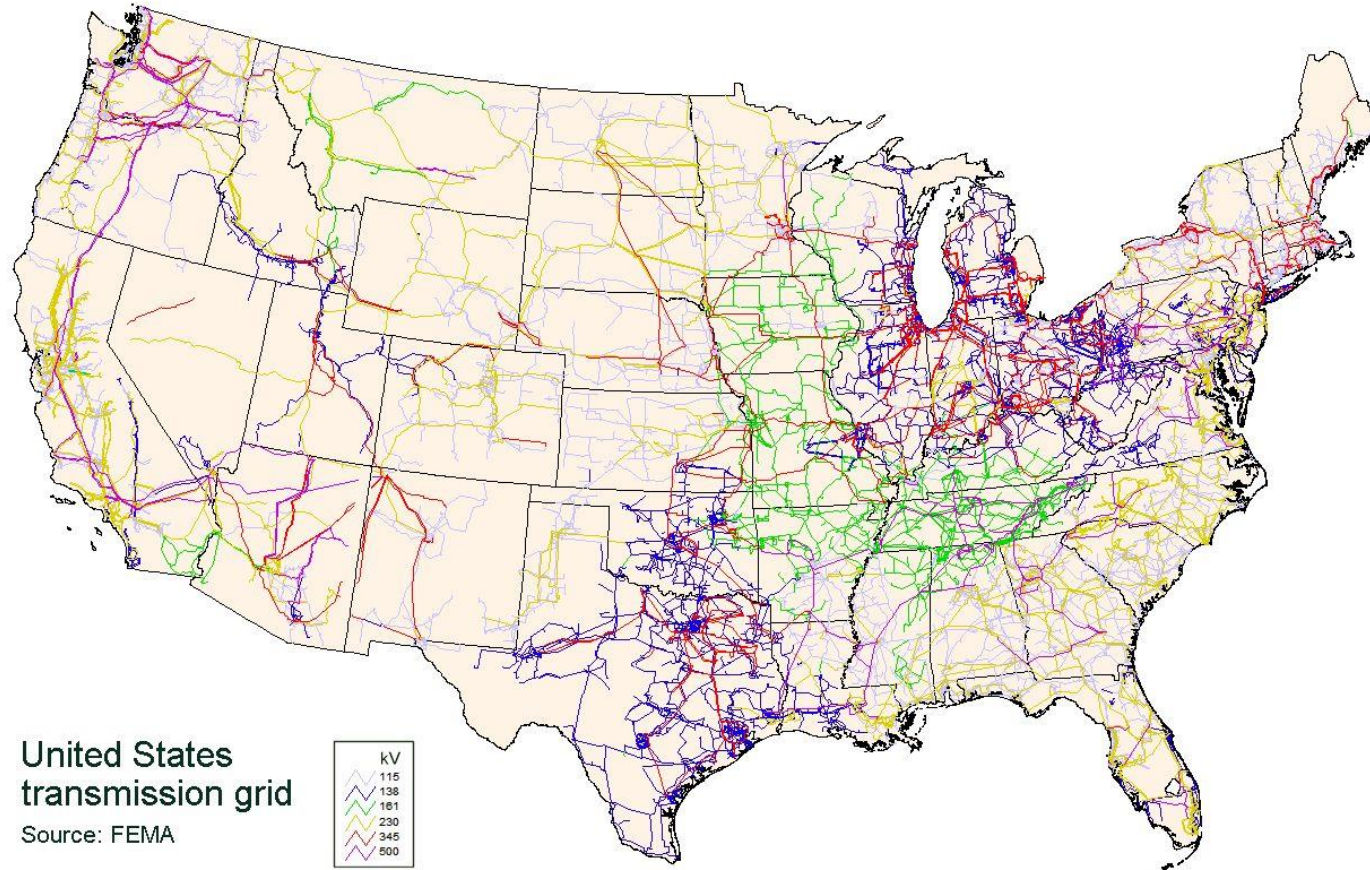 United States
transmission grid
Source: FEMA
kV
115
138
161
230
345
500